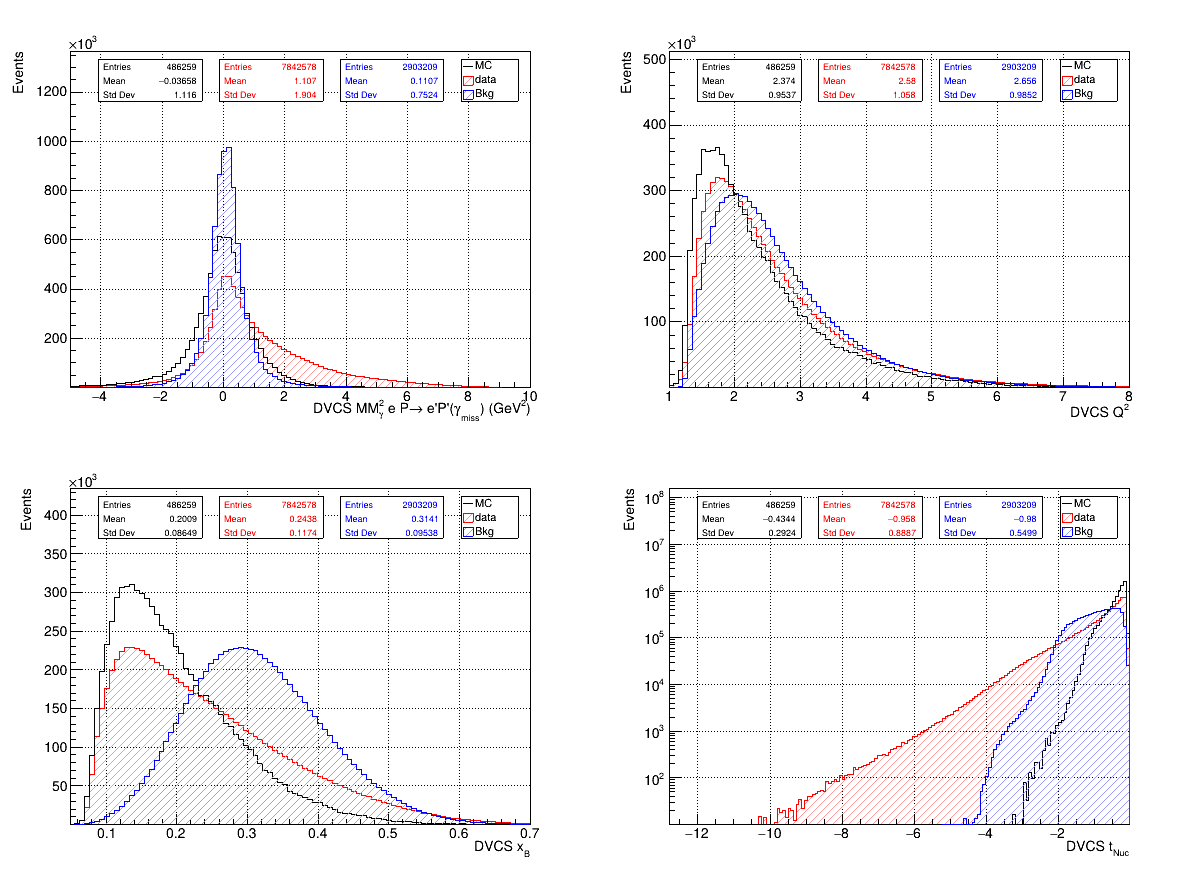 ×10³
Events
Entries 486259
Mean −0.03658
Std Dev 1.116
Entries 7842578
Mean 1.107
Std Dev 1.904
Entries 2903209
Mean 0.1107
Std Dev 0.7524
MC
data
Bkg
1200
1000
800
600
400
200
−4 −2 0 2 4 6 8 10
DVCS MM²γ e P→ e'P'(γmiss) (GeV²)
×10³
Events
Entries 486259
Mean 2.374
Std Dev 0.9537
Entries 7842578
Mean 2.58
Std Dev 1.058
Entries 2903209
Mean 2.656
Std Dev 0.9852
MC
data
Bkg
500
400
300
200
100
1 2 3 4 5 6 7 8
DVCS Q²
×10³
Events
Entries 486259
Mean 0.2009
Std Dev 0.08649
Entries 7842578
Mean 0.2438
Std Dev 0.1174
Entries 2903209
Mean 0.3141
Std Dev 0.09538
MC
data
Bkg
400
350
300
250
200
150
100
50
0.1 0.2 0.3 0.4 0.5 0.6 0.7
DVCS xB
Events
Entries 486259
Mean −0.4344
Std Dev 0.2924
Entries 7842578
Mean −0.958
Std Dev 0.8887
Entries 2903209
Mean −0.98
Std Dev 0.5499
MC
data
Bkg
10⁸
10⁷
10⁶
10⁵
10⁴
10³
10²
−12 −10 −8 −6 −4 −2
DVCS tNuc